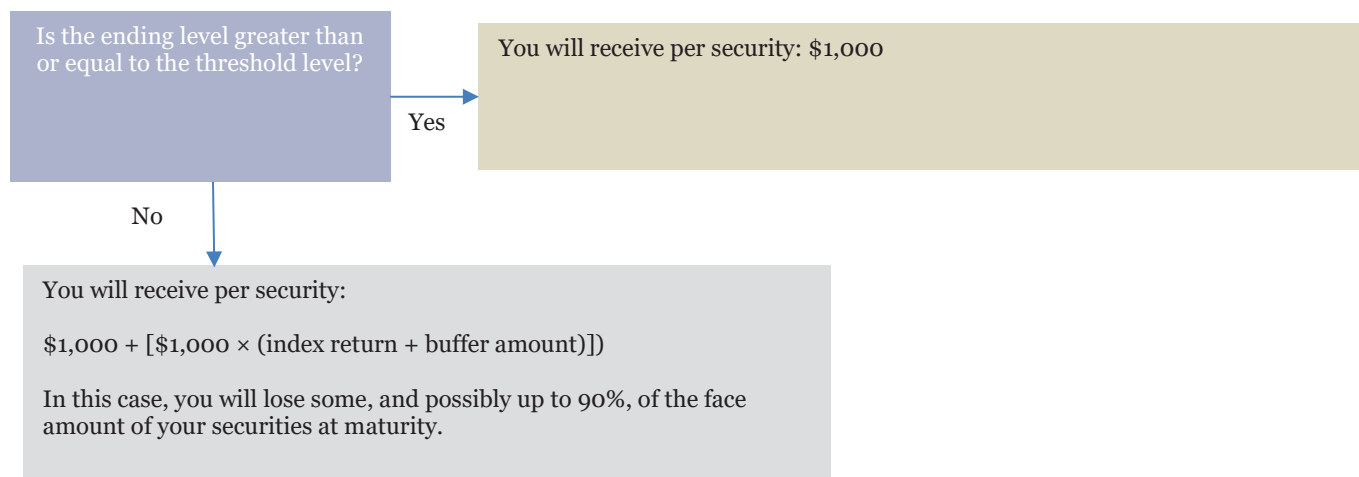 Is the ending level greater than
or equal to the threshold level?
You will receive per security: $1,000
Yes
No
You will receive per security:
$1,000 + [$1,000 × (index return + buffer amount)])
In this case, you will lose some, and possibly up to 90%, of the face
amount of your securities at maturity.